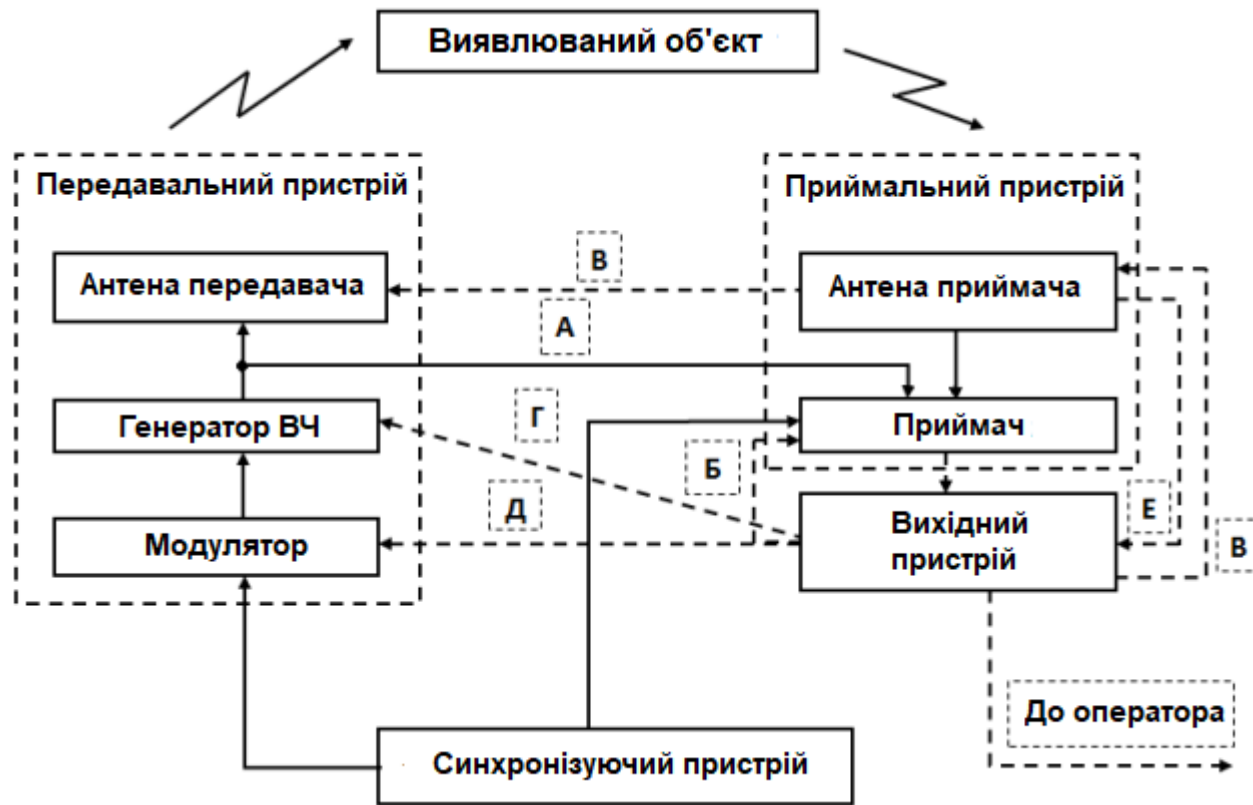 Виявлюваний об'єкт
Передавальний пристрій
Приймальний пристрій
Антена передавача
В
Антена приймача
А
Генератор ВЧ
Г
Приймач
Б
Д
Модулятор
Вихідний
пристрій
Е
В
До оператора
Синхронізуючий пристрій